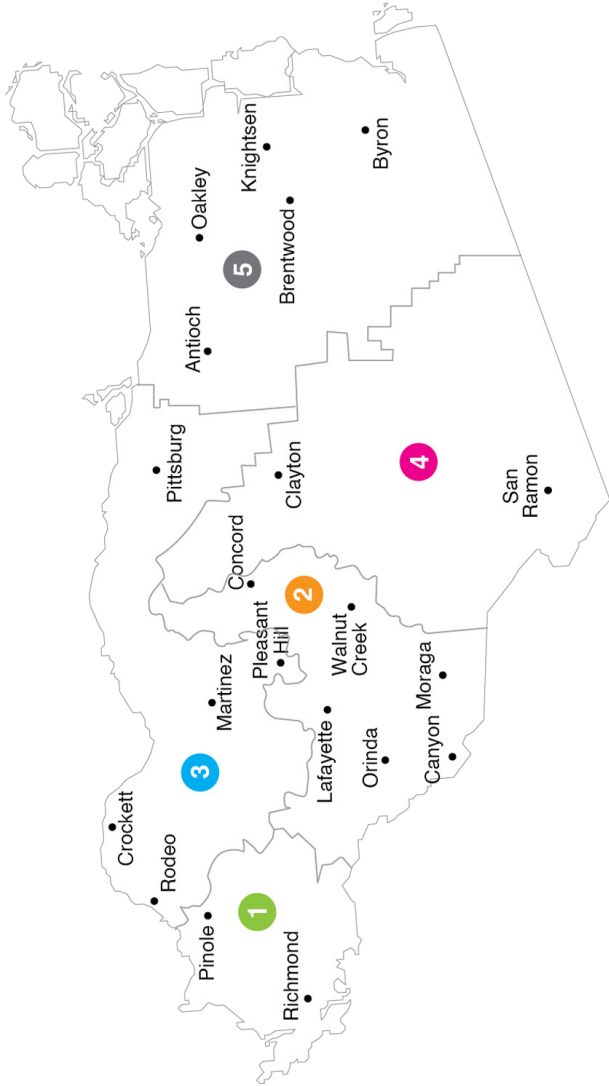 Crockett
Rodeo
Pinole
1
Richmond
3
Martinez
Pleasant
Hill
Concord
2
Lafayette
Walnut
Creek
Orinda
Moraga
Canyon
Pittsburg
Clayton
4
San
Ramon
Antioch
Oakley
5
Knightsen
Brentwood
Byron